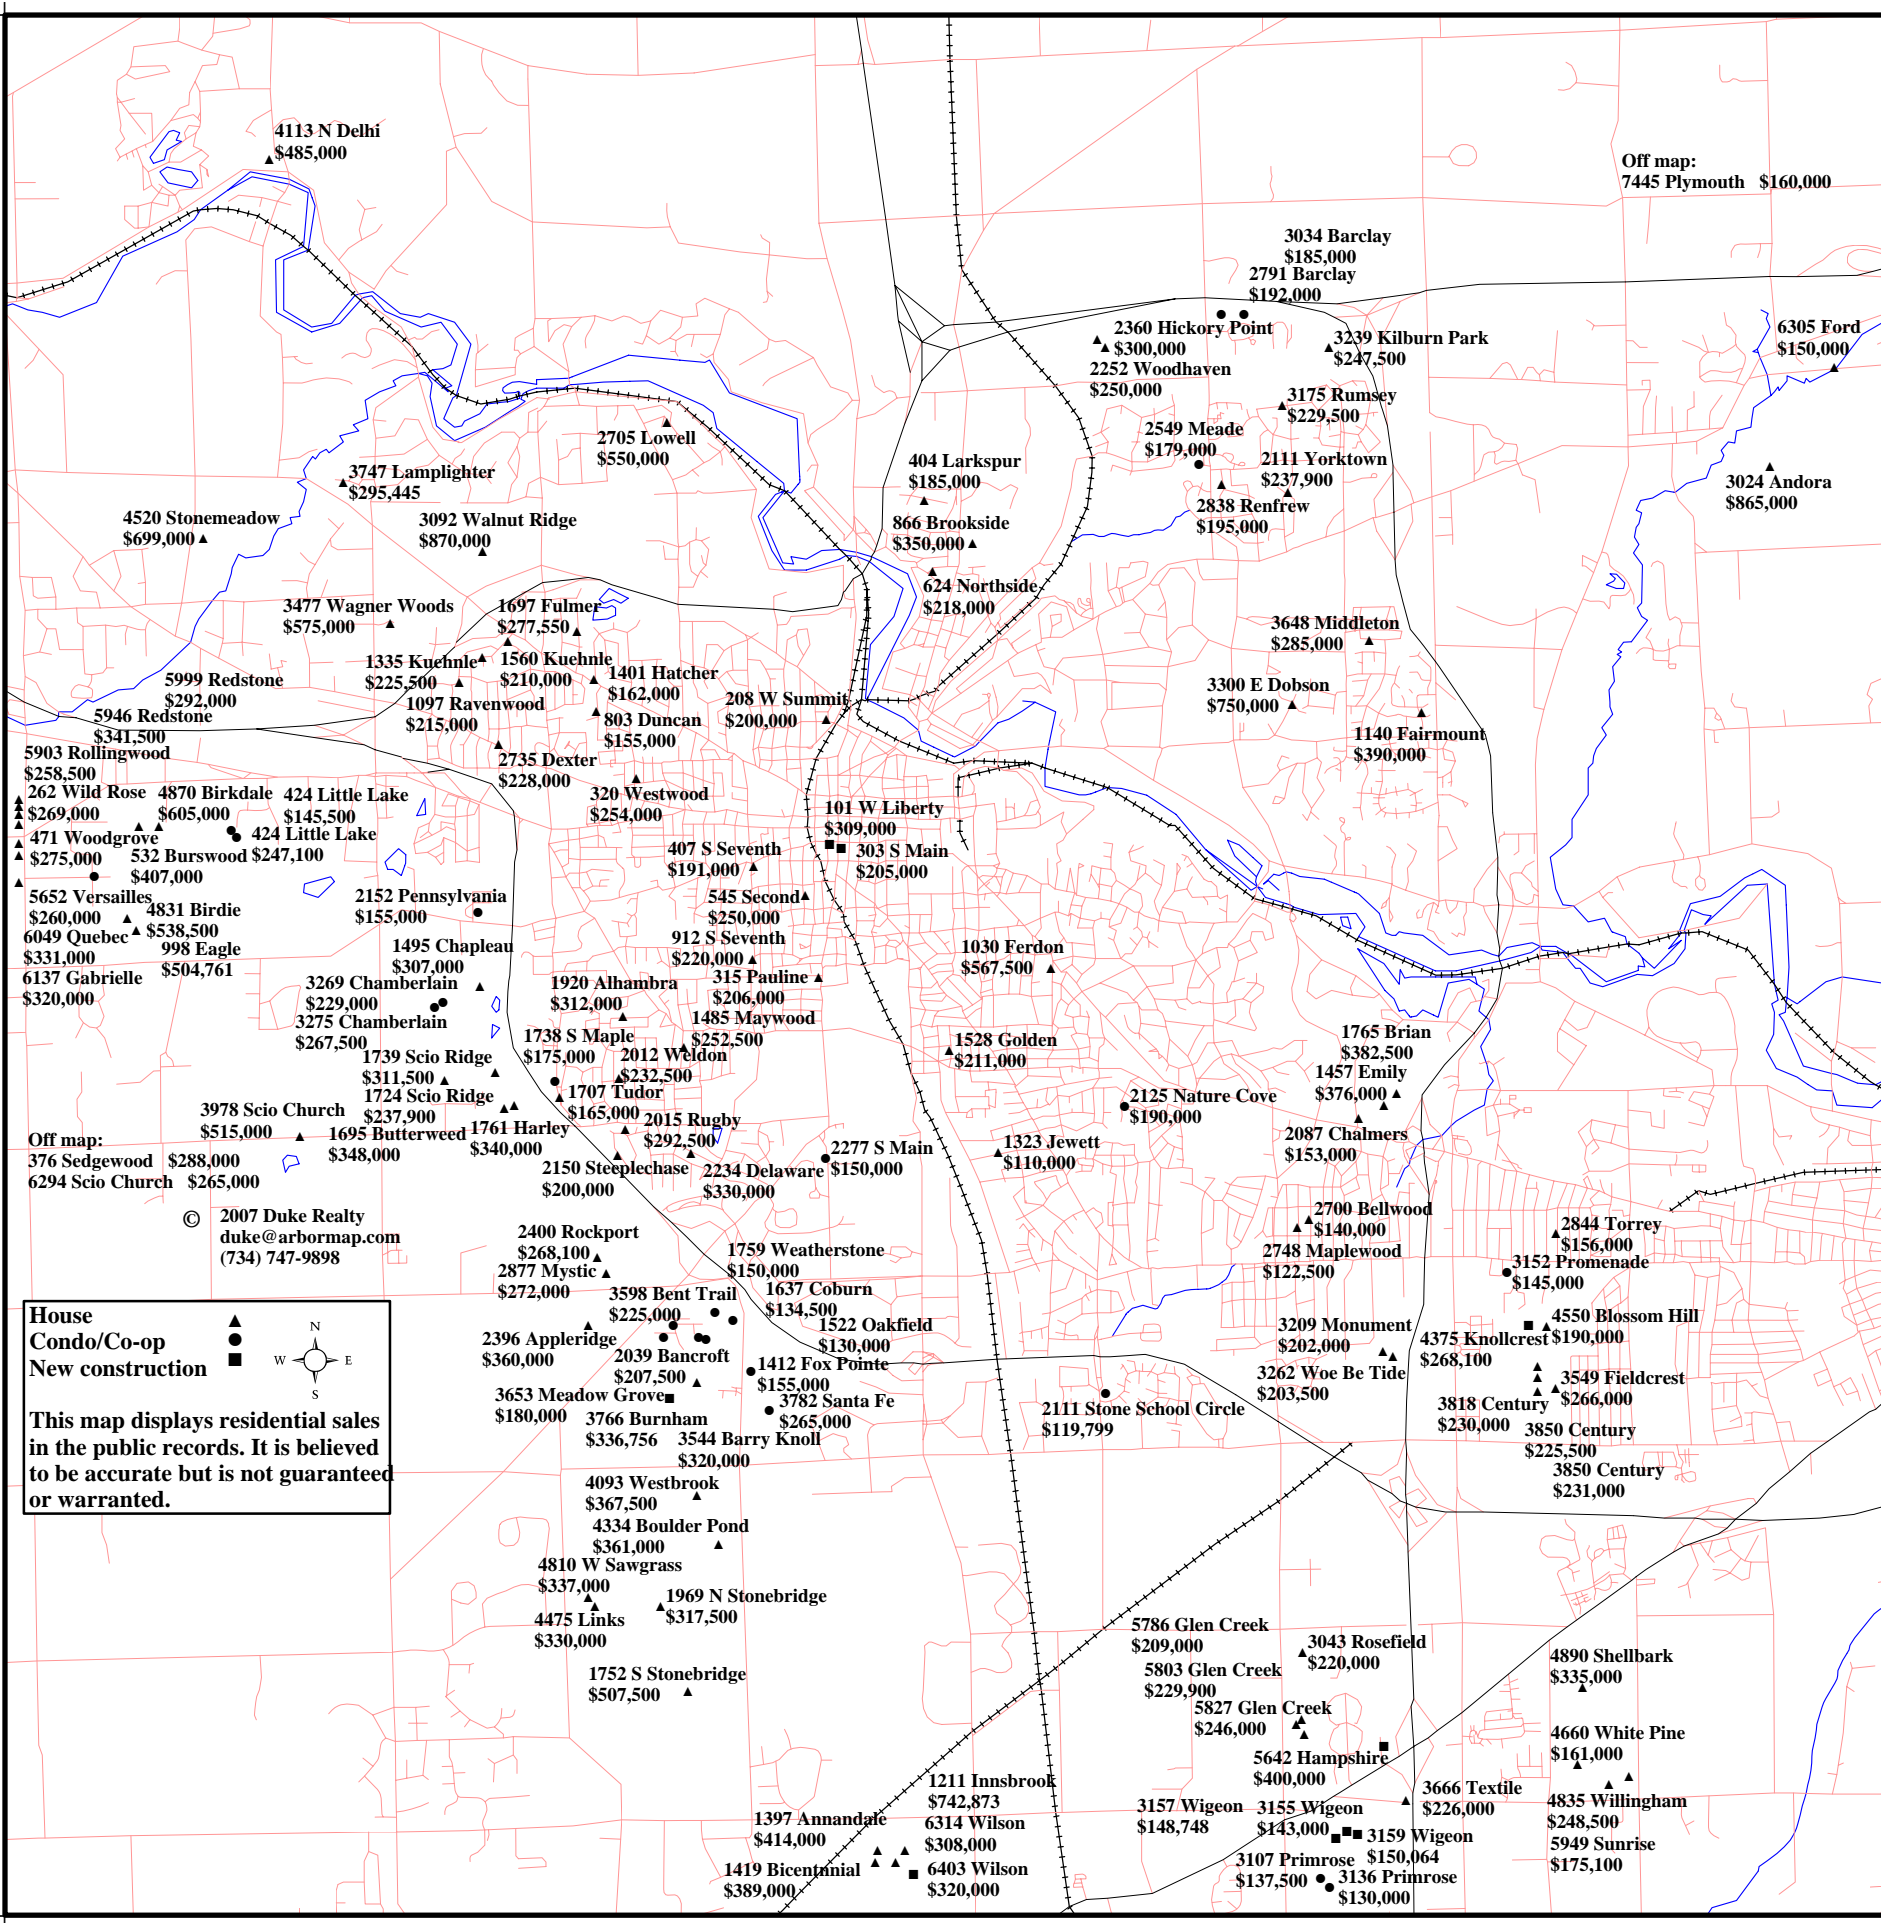 4113 N Delhi
$485,000
Off map:
7445 Plymouth $160,000
3034 Barclay
$185,000
2791 Barclay
$192,000
2360 Hickory Point
$300,000
2252 Woodhaven
$250,000
3239 Kilburn Park
$247,500
6305 Ford
$150,000
3175 Rumsey
$229,500
2705 Lowell
$550,000
2549 Meade
$179,000
404 Larkspur
$185,000
2111 Yorktown
$237,900
3747 Lamplighter
$295,445
3024 Andora
$865,000
2838 Renfrew
$195,000
4520 Stonemeadow
$699,000
3092 Walnut Ridge
$870,000
866 Brookside
$350,000
624 Northside
$218,000
3477 Wagner Woods
$575,000
1697 Fulmer
$277,550
3648 Middleton
$285,000
1335 Kuehnle
$225,500
1560 Kuehnle
$210,000
1401 Hatcher
$162,000
5999 Redstone
$292,000
3300 E Dobson
$750,000
1097 Ravenwood
$215,000
208 W Summit
$200,000
5946 Redstone
$341,500
803 Duncan
$155,000
1140 Fairmount
$390,000
5903 Rollingwood
$258,500
2735 Dexter
$228,000
262 Wild Rose
$269,000
4870 Birkdale
$605,000
424 Little Lake
$145,500
320 Westwood
$254,000
101 W Liberty
$309,000
471 Woodgrove
$275,000
424 Little Lake
$247,100
532 Burswood
$407,000
407 S Seventh
$191,000
303 S Main
$205,000
5652 Versailles
$260,000
2152 Pennsylvania
$155,000
545 Second
$250,000
4831 Birdie
$538,500
6049 Quebec
$331,000
998 Eagle
$504,761
1495 Chapleau
$307,000
912 S Seventh
$220,000
1030 Ferdon
$567,500
6137 Gabrielle
$320,000
3269 Chamberlain
$229,000
1920 Alhambra
$312,000
315 Pauline
$206,000
3275 Chamberlain
$267,500
1485 Maywood
$252,500
1738 S Maple
$175,000
1528 Golden
$211,000
1765 Brian
$382,500
1739 Scio Ridge
$311,500
2012 Weldon
$232,500
1457 Emily
$376,000
1724 Scio Ridge
$237,900
1707 Tudor
$165,000
2125 Nature Cove
$190,000
3978 Scio Church
$515,000
2015 Rugby
$292,500
1695 Butterweed
$348,000
1761 Harley
$340,000
2087 Chalmers
$153,000
Off map:
376 Sedgewood $288,000
6294 Scio Church $265,000
2277 S Main
$150,000
1323 Jewett
$110,000
2150 Steeplechase
$200,000
2234 Delaware
$330,000
© 2007 Duke Realty
duke@arbormap.com
(734) 747-9898
2700 Bellwood
$140,000
2844 Torrey
$156,000
2400 Rockport
$268,100
1759 Weatherstone
$150,000
2748 Maplewood
$122,500
3152 Promenade
$145,000
2877 Mystic
$272,000
3598 Bent Trail
$225,000
1637 Coburn
$134,500
House
Condo/Co-op
New construction
N
W E
S
1522 Oakfield
$130,000
3209 Monument
$202,000
4550 Blossom Hill
$190,000
2396 Appleridge
$360,000
4375 Knollcrest
$268,100
2039 Bancroft
$207,500
1412 Fox Pointe
$155,000
3262 Woe Be Tide
$203,500
3549 Fieldcrest
$266,000
3653 Meadow Grove
$180,000
3782 Santa Fe
$265,000
2111 Stone School Circle
$119,799
3818 Century
$230,000
This map displays residential sales
in the public records. It is believed
to be accurate but is not guaranteed
or warranted.
3766 Burnham
$336,756
3544 Barry Knoll
$320,000
3850 Century
$225,500
3850 Century
$231,000
4093 Westbrook
$367,500
4334 Boulder Pond
$361,000
4810 W Sawgrass
$337,000
1969 N Stonebridge
$317,500
4475 Links
$330,000
5786 Glen Creek
$209,000
3043 Rosefield
$220,000
1752 S Stonebridge
$507,500
5803 Glen Creek
$229,900
4890 Shellbark
$335,000
5827 Glen Creek
$246,000
4660 White Pine
$161,000
5642 Hampshire
$400,000
1211 Innsbrook
$742,873
3666 Textile
$226,000
1397 Annandale
$414,000
6314 Wilson
$308,000
3157 Wigeon
$148,748
3155 Wigeon
$143,000
4835 Willingham
$248,500
3159 Wigeon
$150,064
5949 Sunrise
$175,100
1419 Bicentnnial
$389,000
6403 Wilson
$320,000
3107 Primrose
$137,500
3136 Primrose
$130,000